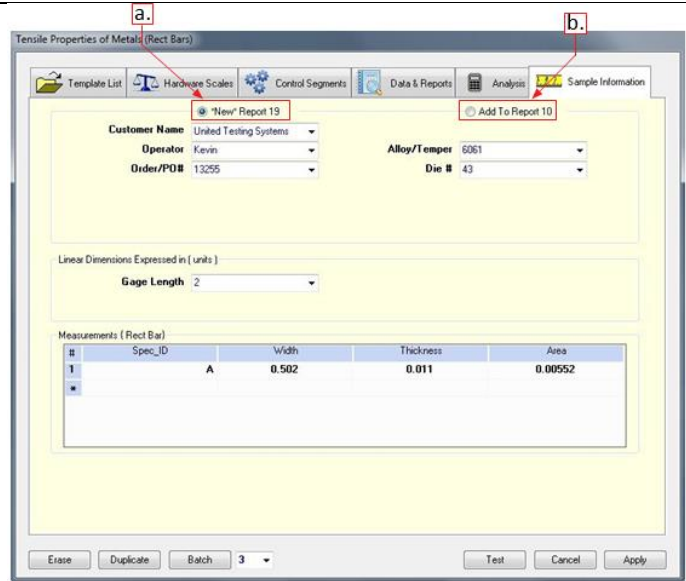 a.
b.
Tensile Properties of Metals (Rect Bars)
Template List Hardware Scales Control Segments Data & Reports Analysis Sample Information
"New" Report 19 Add To Report 10
Customer Name United Testing Systems
Operator Kevin Alloy/Temper 6061
Order/PO# 13255 Die # 43
Linear Dimensions Expressed in ( units )
Gage Length 2
Measurements ( Rect Bar)
# Spec_ID Width Thickness Area
1 A 0.502 0.011 0.00552
*
Erase Duplicate Batch 3 Test Cancel Apply